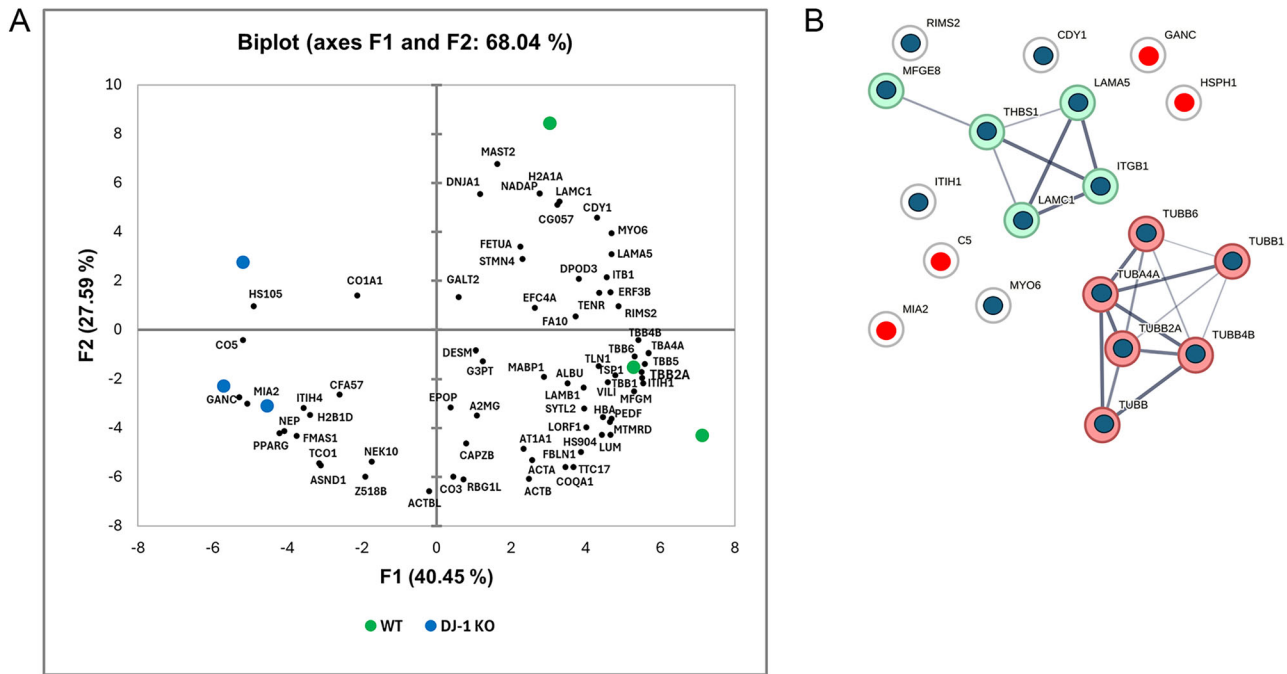 A
Biplot (axes F1 and F2: 68.04 %)
F2 (27.59 %)
10
8
6
4
2
0
-2
-4
-6
-8
MAST2
DNJA1
H2A1A
NADAP
LAMC1
CG057
CDY1
MYO6
FETUA
STMN4
LAMA5
CO1A1
GALT2
DPOD3
ITB1
HS105
ERF3B
EFC4A
TENR
RIMS2
FA10
TBB4B
CO5
DESM
TBB6
TBA4A
G3PT
TLN1
TBB5
MABP1
ALBU
TSP1
TBB2A
TBB1
ITIH1
GANC
MIA2
ITIH4
CFA57
LAMB1
VILI
MFGM
EPOP
A2MG
SYTL2
HBA
PEDF
NEP
H2B1D
LORF1
MTMRD
PPARG
FMAS1
AT1A1
HS904
LUM
TCO1
NEK10
CAPZB
FBLN1
ASND1
ACTA
TTC17
Z518B
CO3
RBG1L
COQA1
ACTBL
ACTB
-8
-6
-4
-2
0
2
4
6
8
F1 (40.45 %)
WT
DJ-1 KO
B
RIMS2
CDY1
GANC
MFGE8
LAMA5
HSPH1
THBS1
ITGB1
ITIH1
LAMC1
TUBB6
C5
TUBB1
TUBA4A
MYO6
MIA2
TUBB2A
TUBB4B
TUBB